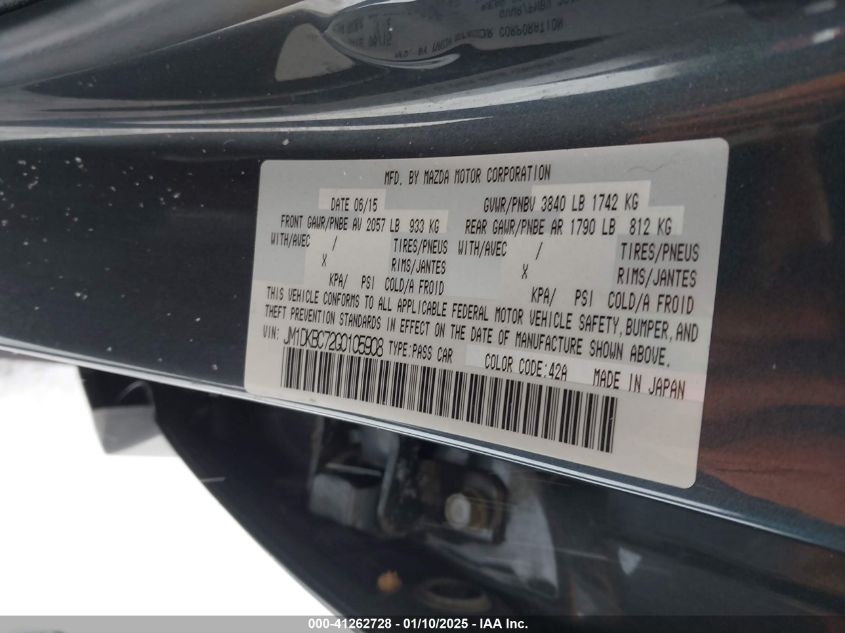 MFD. BY MAZDA MOTOR CORPORATION
DATE 06/15 GVWR/PNBV 3840 LB 1742 KG
FRONT GAWR/PNBE AV 2057 LB 933 KG REAR GAWR/PNBE AR 1790 LB 812 KG
WITH/AVEC / TIRES/PNEUS WITH/AVEC / TIRES/PNEUS
X RIMS/JANTES X RIMS/JANTES
KPA/ PSI COLD/A FROID KPA/ PSI COLD/A FROID
THIS VEHICLE CONFORMS TO ALL APPLICABLE FEDERAL MOTOR VEHICLE SAFETY, BUMPER, AND
THEFT PREVENTION STANDARDS IN EFFECT ON THE DATE OF MANUFACTURE SHOWN ABOVE.
VIN: JM1DKBC72G0105908 TYPE:PASS CAR COLOR CODE:42A MADE IN JAPAN
000-41262728 - 01/10/2025 - IAA Inc.